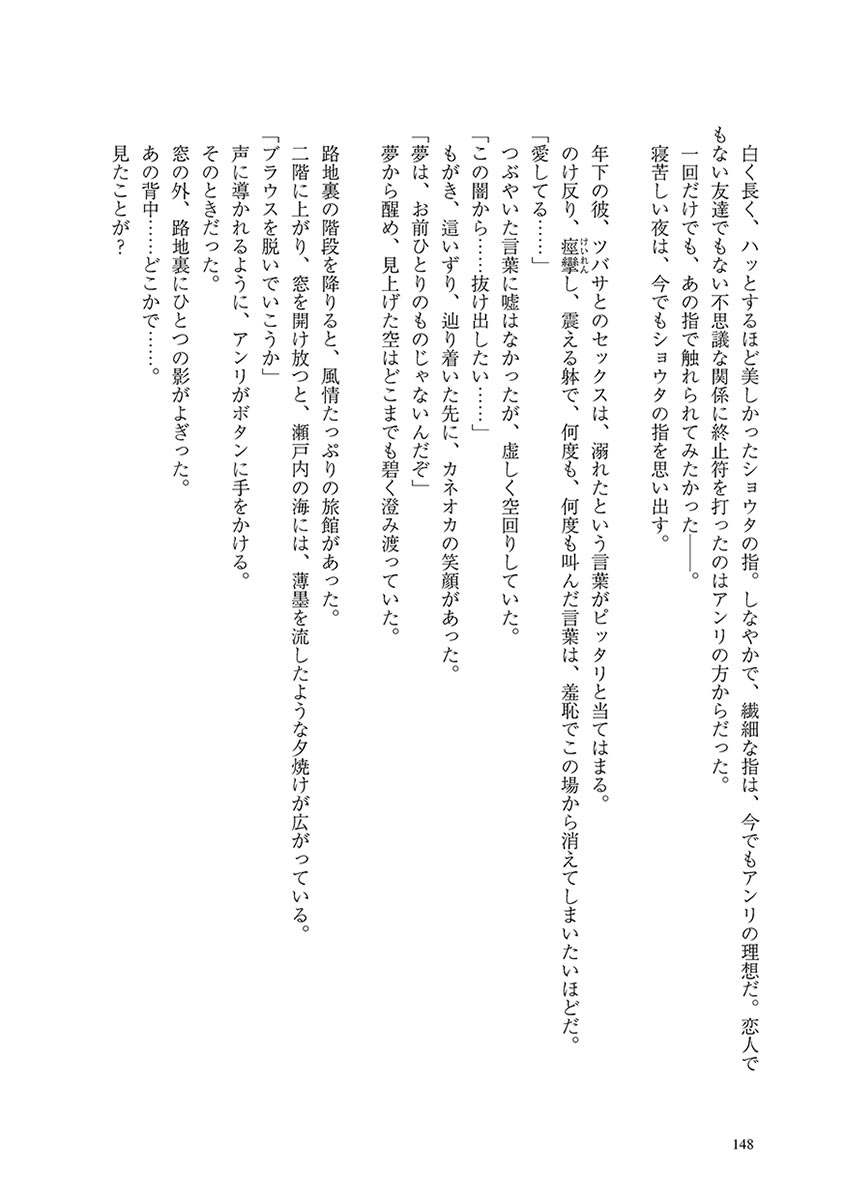 白く長く、ハッとするほど美しかったショウタの指。しなやかで、繊細な指は、今でもアンリの理想だ。恋人で
もない友達でもない不思議な関係に終止符を打ったのはアンリの方からだった。
　一回だけでも、あの指で触れられてみたかった――。
　寝苦しい夜は、今でもショウタの指を思い出す。
　年下の彼、ツバサとのセックスは、溺れたという言葉がピッタリと当てはまる。
　のけ反り、痙攣し、震える躰で、何度も、何度も叫んだ言葉は、羞恥でこの場から消えてしまいたいほどだ。
けいれん
「愛してる……」
　つぶやいた言葉に嘘はなかったが、虚しく空回りしていた。
「この闇から……抜け出したい……」
　もがき、這いずり、辿り着いた先に、カネオカの笑顔があった。
「夢は、お前ひとりのものじゃないんだぞ」
　夢から醒め、見上げた空はどこまでも碧く澄み渡っていた。
　路地裏の階段を降りると、風情たっぷりの旅館があった。
　二階に上がり、窓を開け放つと、瀬戸内の海には、薄墨を流したような夕焼けが広がっている。
「ブラウスを脱いでいこうか」
　声に導かれるように、アンリがボタンに手をかける。
　そのときだった。
　窓の外、路地裏にひとつの影がよぎった。
　あの背中……どこかで……。
　見たことが？
148